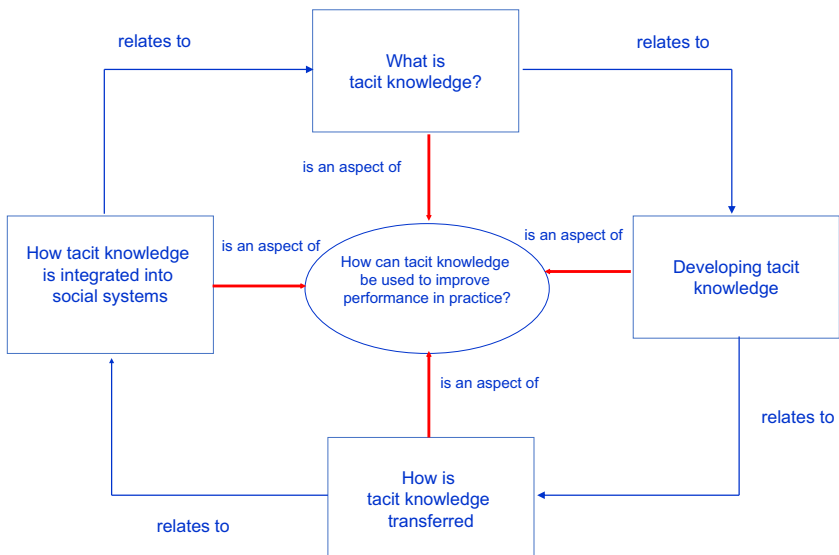 relates to
What is
tacit knowledge?
relates to
is an aspect of
How tacit knowledge
is integrated into
social systems
is an aspect of
How can tacit knowledge
be used to improve
performance in practice?
is an aspect of
Developing tacit
knowledge
is an aspect of
relates to
How is
tacit knowledge
transferred
relates to